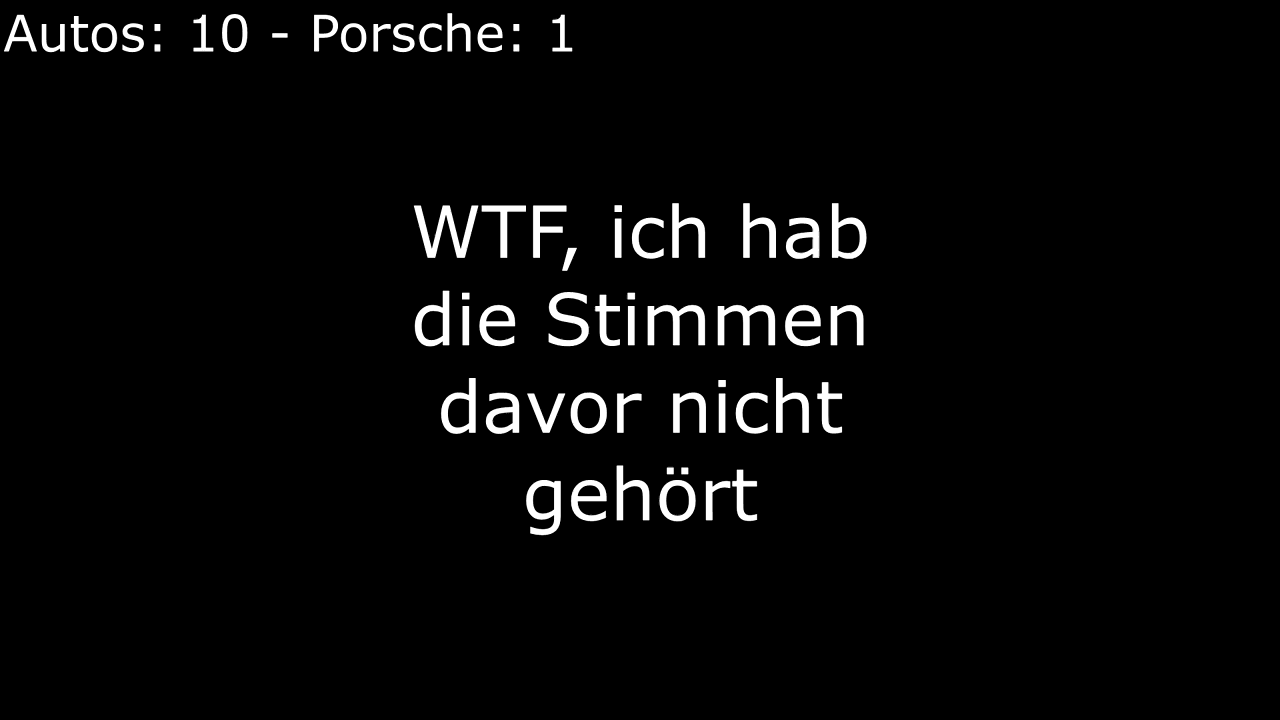 Autos: 10 - Porsche: 1
WTF, ich hab
die Stimmen
davor nicht
gehört